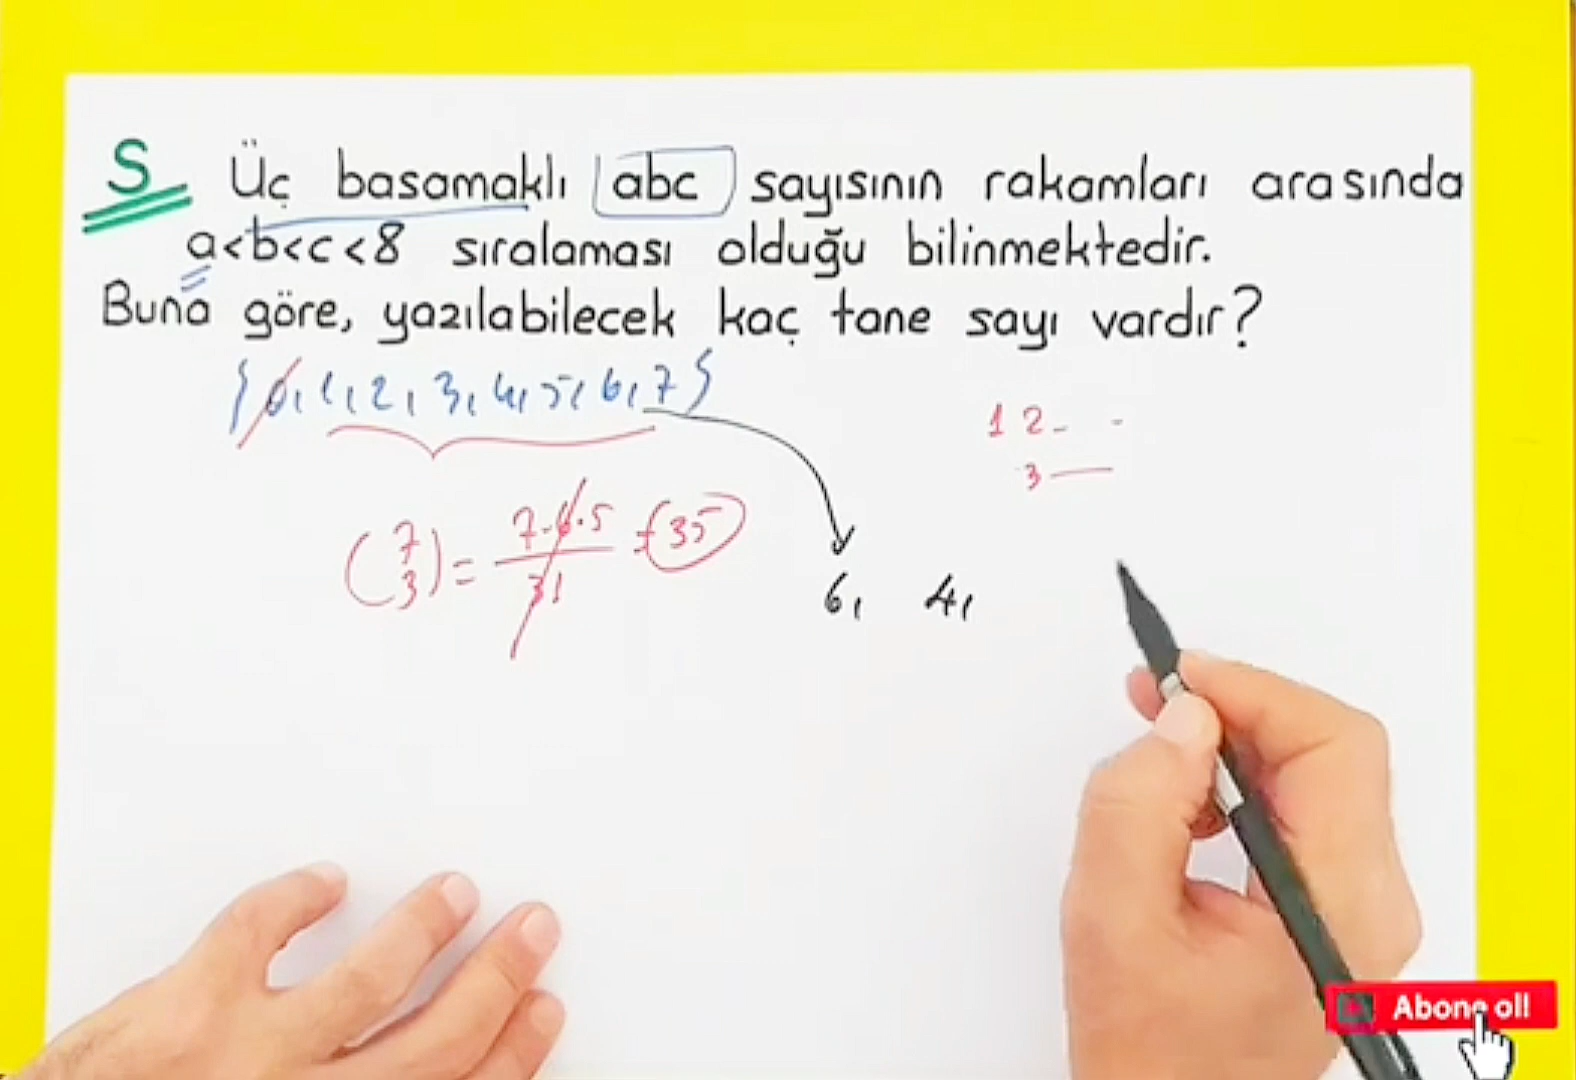 S Üç basamaklı abc sayısının rakamları arasında
a<b<c<8 sıralaması olduğu bilinmektedir.
Buna göre, yazılabilecek kaç tane sayı vardır?
{0, 1, 2, 3, 4, 5, 6, 7}
1 2 - -
3 —
(7 3) = 7.6.5 / 3! = 35
6, 4,
Abone ol!